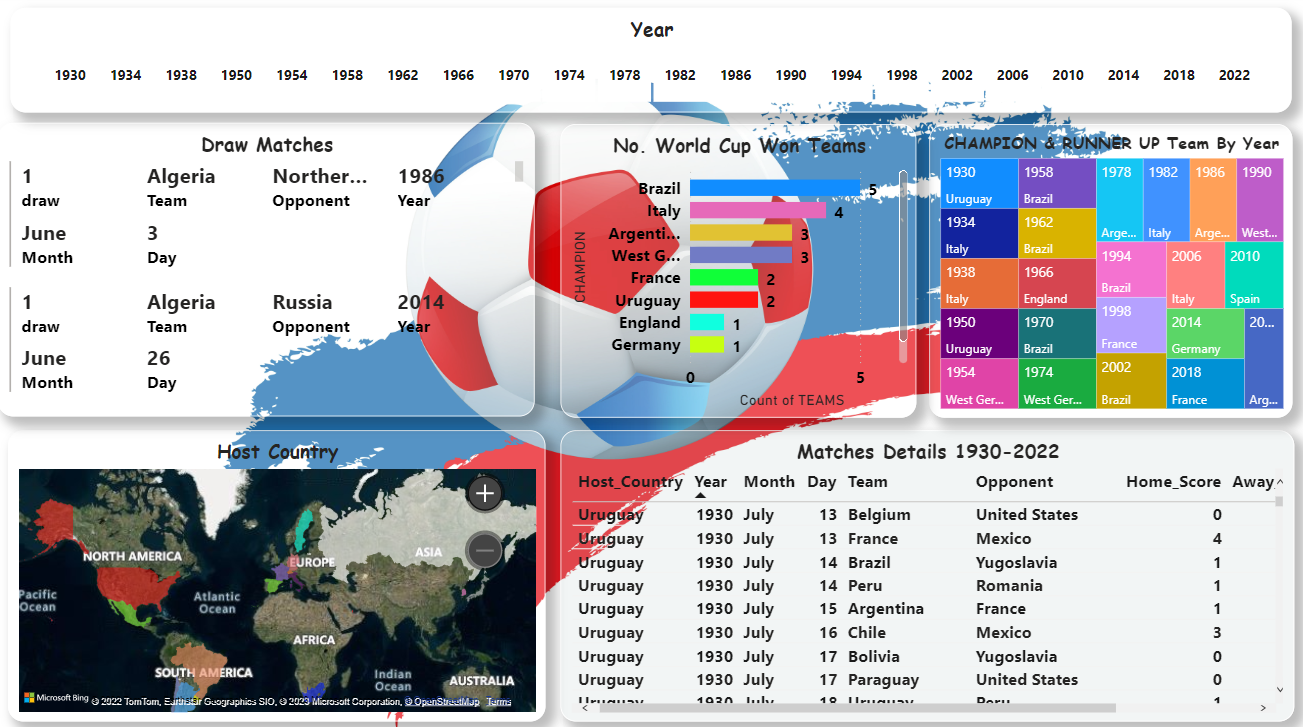 Year
1930 1934 1938 1950 1954 1958 1962 1966 1970 1974 1978 1982 1986 1990 1994 1998 2002 2006 2010 2014 2018 2022
Draw Matches
1 Algeria Norther... 1986
draw Team Opponent Year
June 3
Month Day
1 Algeria Russia 2014
draw Team Opponent Year
June 26
Month Day
No. World Cup Won Teams
CHAMPION
Brazil 5
Italy 4
Argenti... 3
West G... 3
France 2
Uruguay 2
England 1
Germany 1
0 5
Count of TEAMS
CHAMPION & RUNNER UP Team By Year
1930
Uruguay
1934
Italy
1938
Italy
1950
Uruguay
1954
West Ger...
1958
Brazil
1962
Brazil
1966
England
1970
Brazil
1974
West Ger...
1978
Arge...
1982
Italy
1986
Arge...
1990
West...
1994
Brazil
1998
France
2002
Brazil
2006
Italy
2010
Spain
2014
Germany
2018
France
20...
Arg...
Host Country
NORTH AMERICA
EUROPE
ASIA
Pacific
Ocean
Atlantic
Ocean
AFRICA
SOUTH AMERICA
Indian
Ocean
AUSTRALIA
Microsoft Bing © 2022 TomTom, Earthstar Geographics SIO, © 2023 Microsoft Corporation, © OpenStreetMap Terms
Matches Details 1930-2022
Host_Country Year Month Day Team Opponent Home_Score Away
Uruguay 1930 July 13 Belgium United States 0
Uruguay 1930 July 13 France Mexico 4
Uruguay 1930 July 14 Brazil Yugoslavia 1
Uruguay 1930 July 14 Peru Romania 1
Uruguay 1930 July 15 Argentina France 1
Uruguay 1930 July 16 Chile Mexico 3
Uruguay 1930 July 17 Bolivia Yugoslavia 0
Uruguay 1930 July 17 Paraguay United States 0
Uruguay 1930 July 18 Uruguay Peru 1